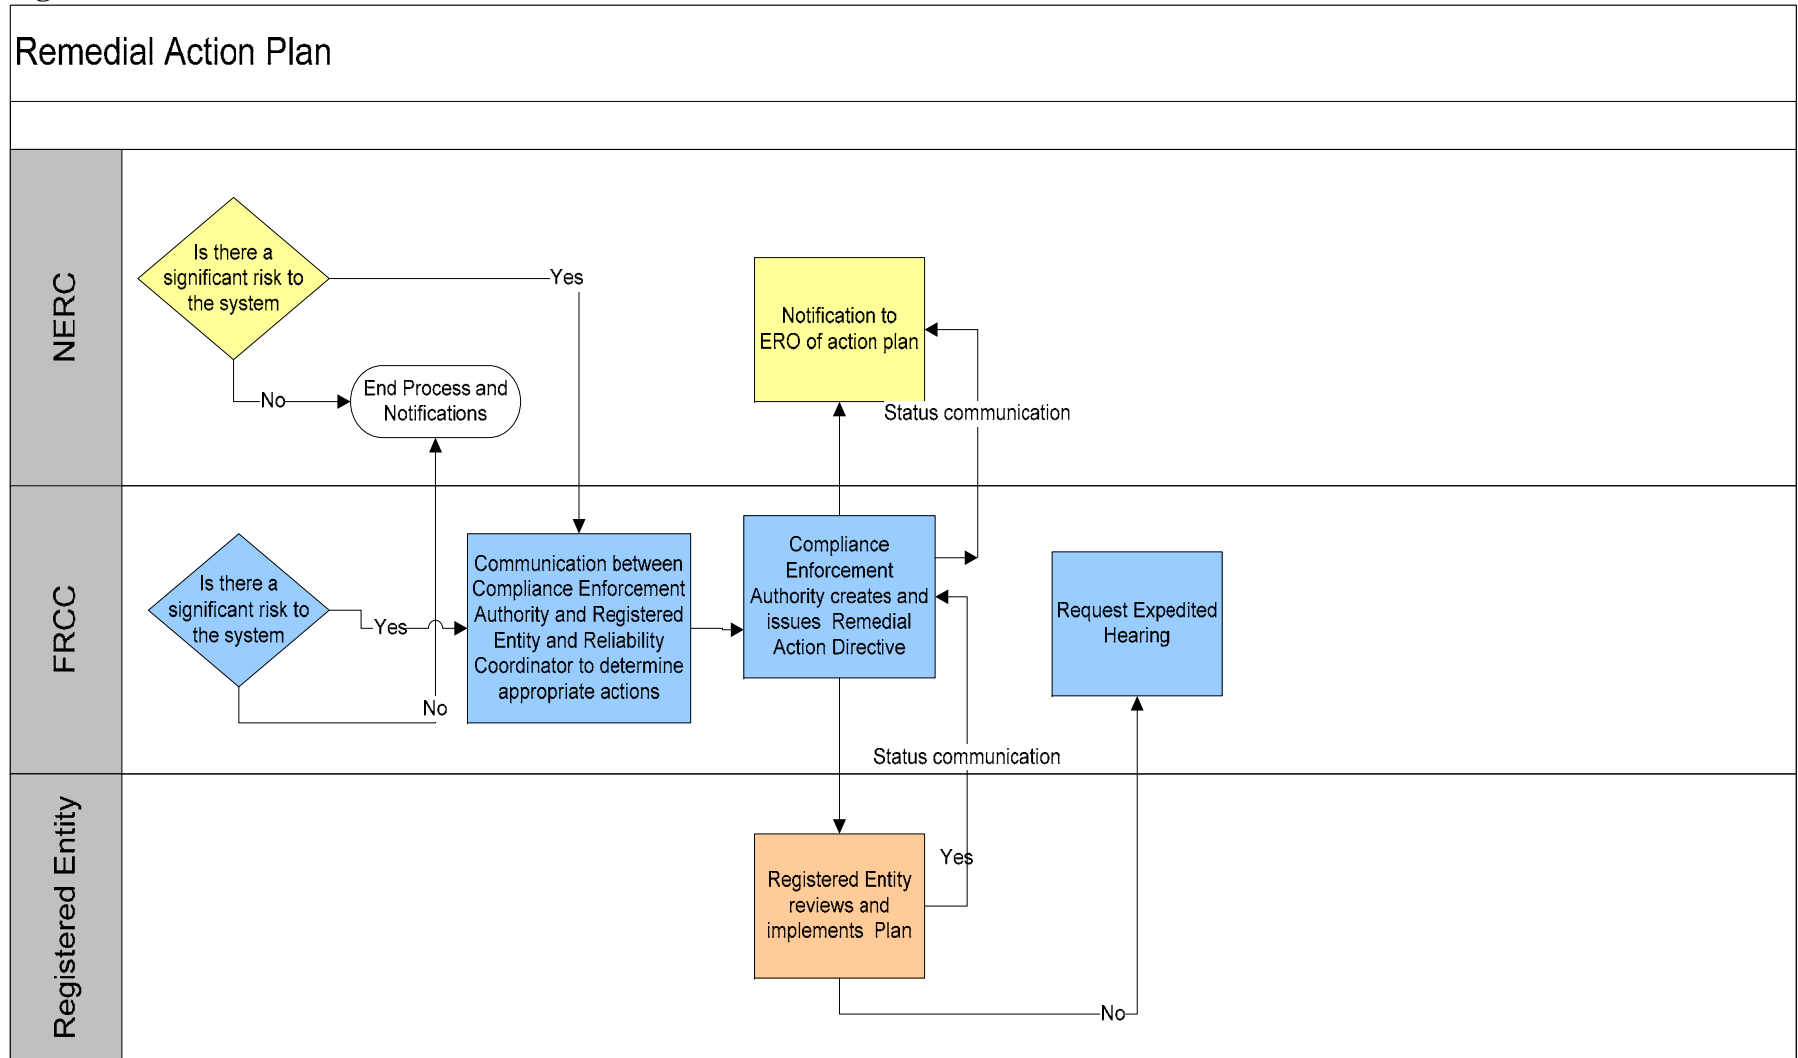 Remedial Action Plan
NERC
Is there a
significant risk to
the system
Yes
No
End Process and
Notifications
Notification to
ERO of action plan
Status communication
FRCC
Is there a
significant risk to
the system
Yes
No
Communication between
Compliance Enforcement
Authority and Registered
Entity and Reliability
Coordinator to determine
appropriate actions
Compliance
Enforcement
Authority creates and
issues Remedial
Action Directive
Request Expedited
Hearing
Status communication
Registered Entity
Registered Entity
reviews and
implements Plan
Yes
No